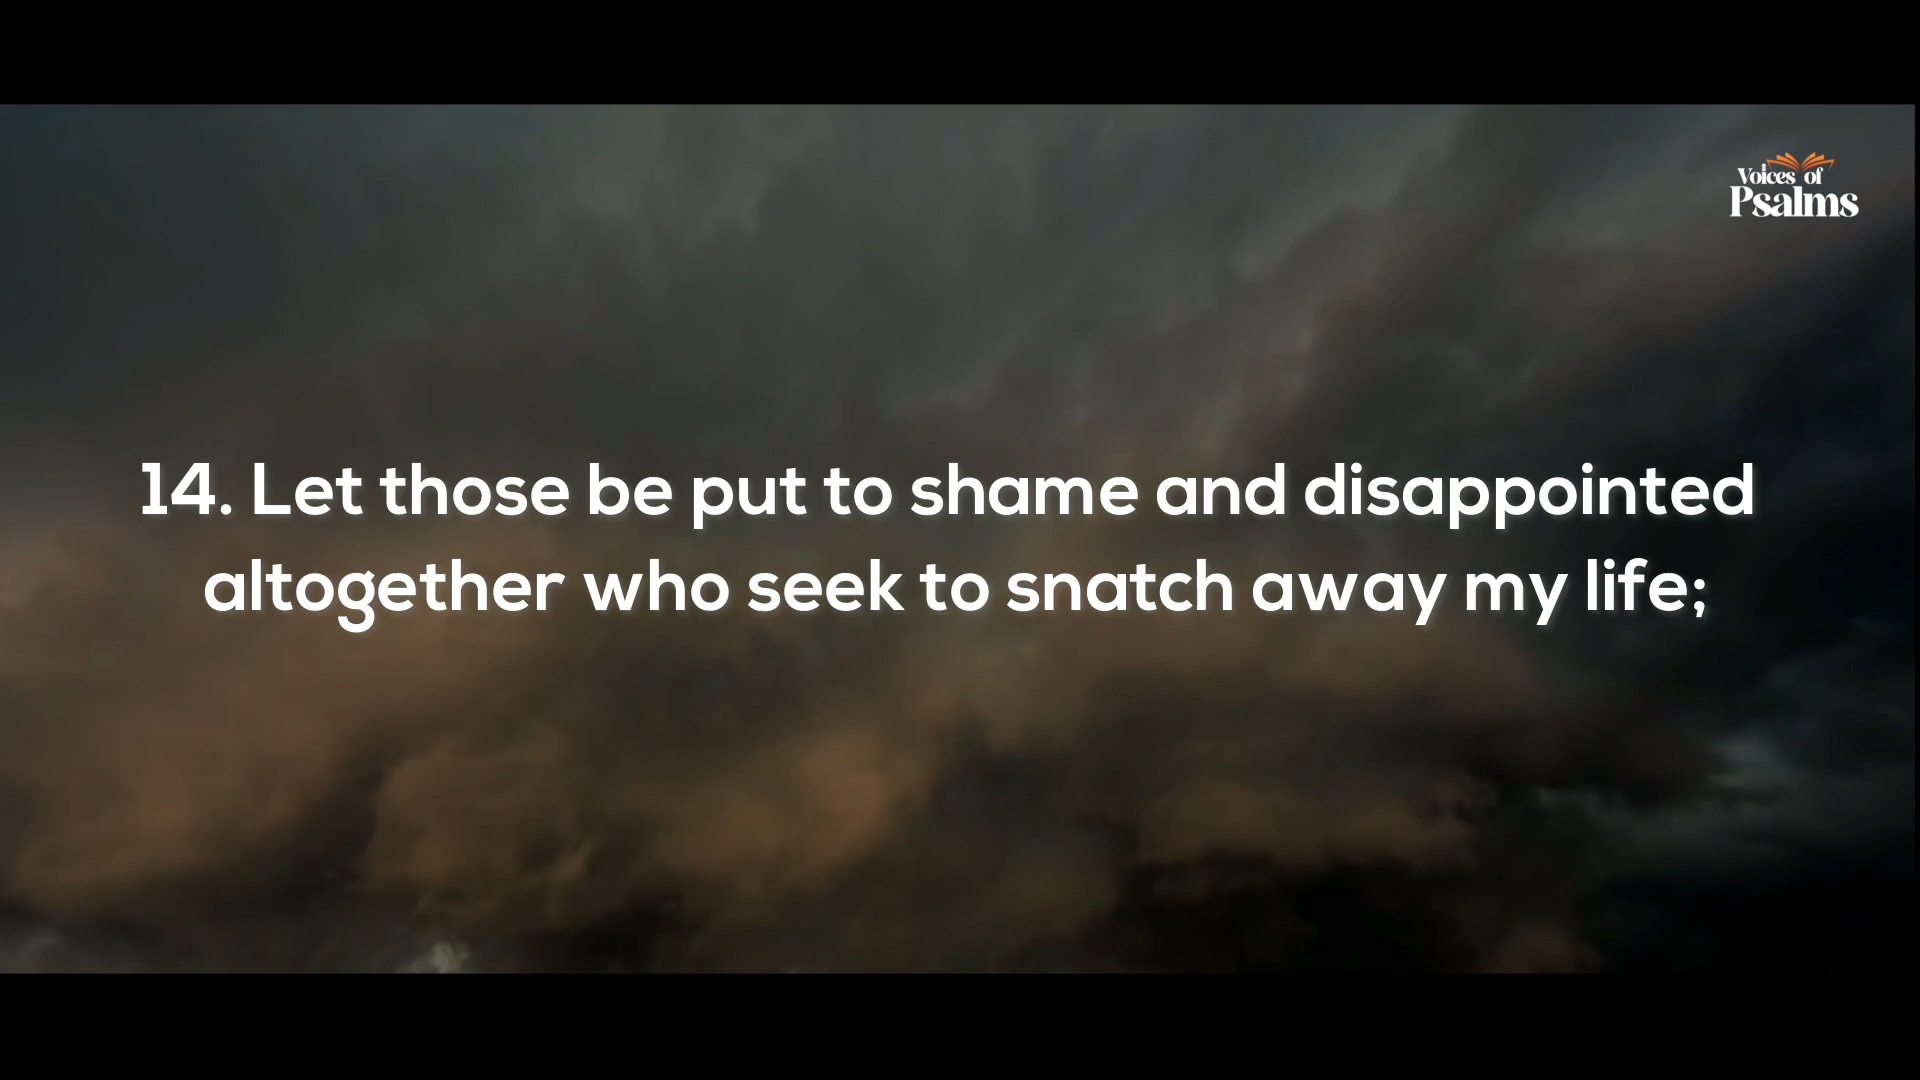 Voices of
Psalms
14. Let those be put to shame and disappointed
altogether who seek to snatch away my life;